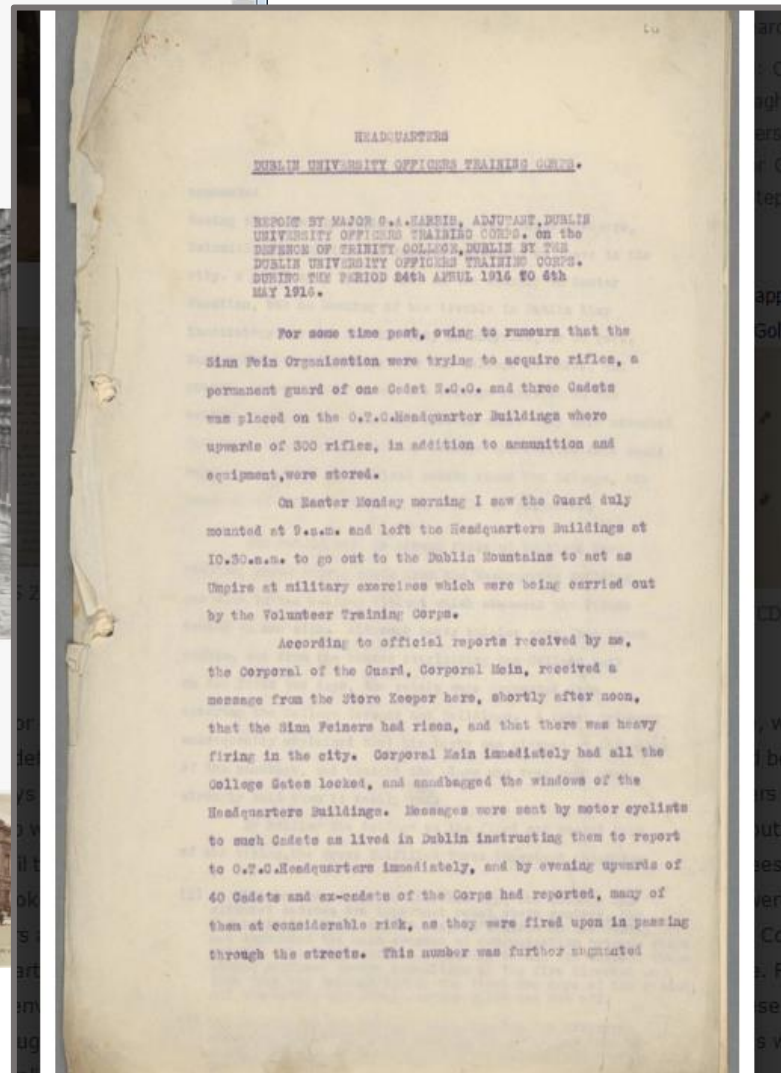 HEADQUARTERS
DUBLIN UNIVERSITY OFFICERS TRAINING CORPS.
REPORT BY MAJOR G.A.HARRIS, ADJUTANT,DUBLIN
UNIVERSITY OFFICERS TRAINING CORPS. on the
DEFENCE OF TRINITY COLLEGE,DUBLIN BY THE
DUBLIN UNIVERSITY OFFICERS TRAINING CORPS.
DURING THE PERIOD 24th APRUL 1916 TO 6th
MAY 1916.
For some time past, owing to rumours that the
Sinn Fein Organisation were trying to acquire rifles, a
permanent guard of one Cadet N.C.O. and three Cadets
was placed on the O.T.C.Headquarter Buildings where
upwards of 300 rifles, in addition to ammunition and
equipment,were stored.
On Easter Monday morning I saw the Guard duly
mounted at 9.a.m. and left the Headquarters Buildings at
10.30.a.m. to go out to the Dublin Mountains to act as
Umpire at military exercises which were being carried out
by the Volunteer Training Corps.
According to official reports received by me,
the Corporal of the Guard, Corporal Mein, received a
message from the Store Keeper here, shortly after noon,
that the Sinn Feiners had risen, and that there was heavy
firing in the city. Corporal Mein immediately had all the
College Gates locked, and sandbagged the windows of the
Headquarters Buildings. Messages were sent by motor cyclists
to such Cadets as lived in Dublin instructing them to report
to O.T.C.Headquarters immediately, and by evening upwards of
40 Cadets and ex-cadets of the Corps had reported, many of
them at considerable risk, as they were fired upon in passing
through the streets. This number was further augmented